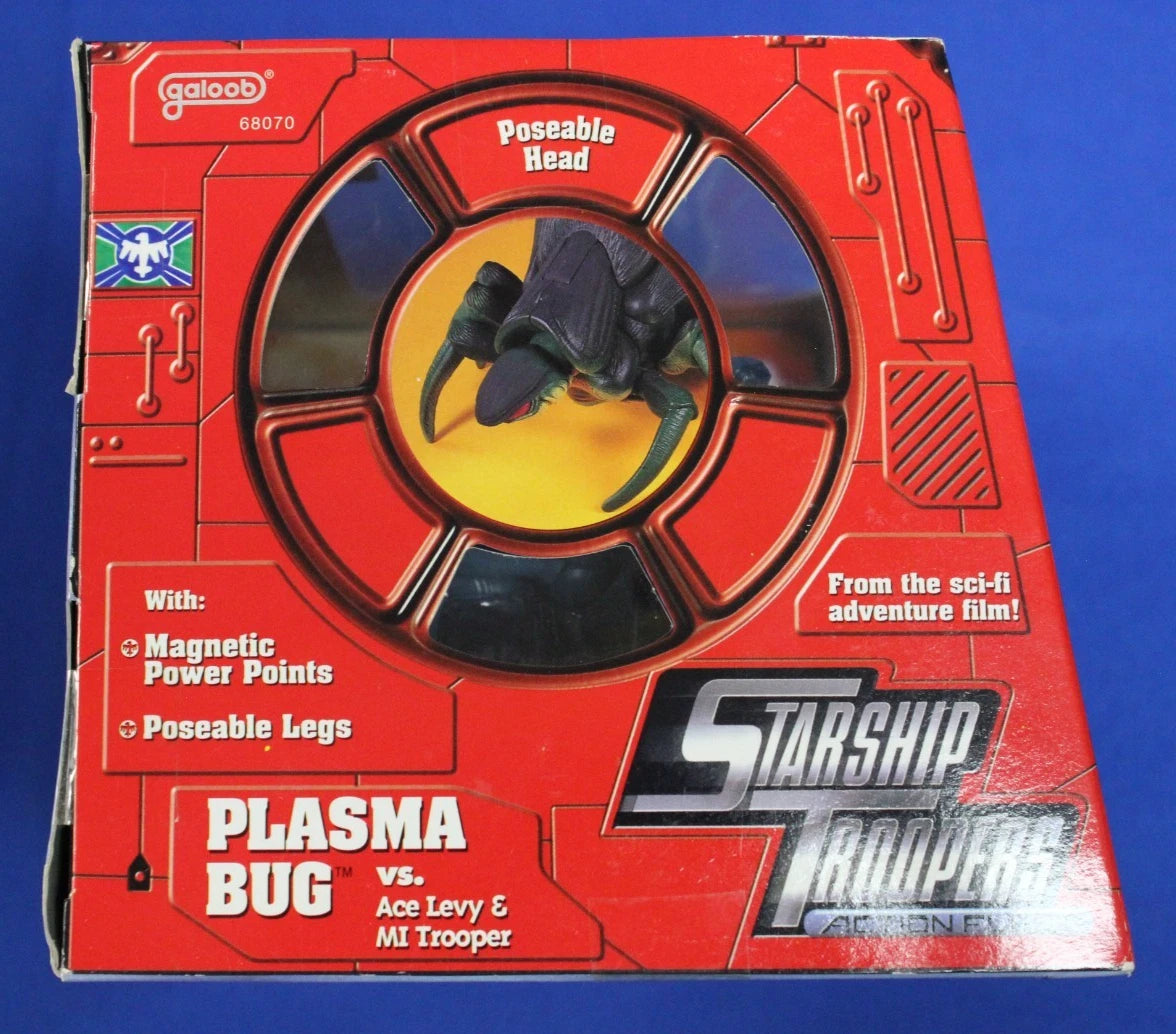 galoob®
68070
Poseable
Head
With:
Magnetic
Power Points
Poseable Legs
From the sci-fi
adventure film!
STARSHIP
TROOPERS
ACTION
PLASMA
BUG™ vs.
Ace Levy &
MI Trooper